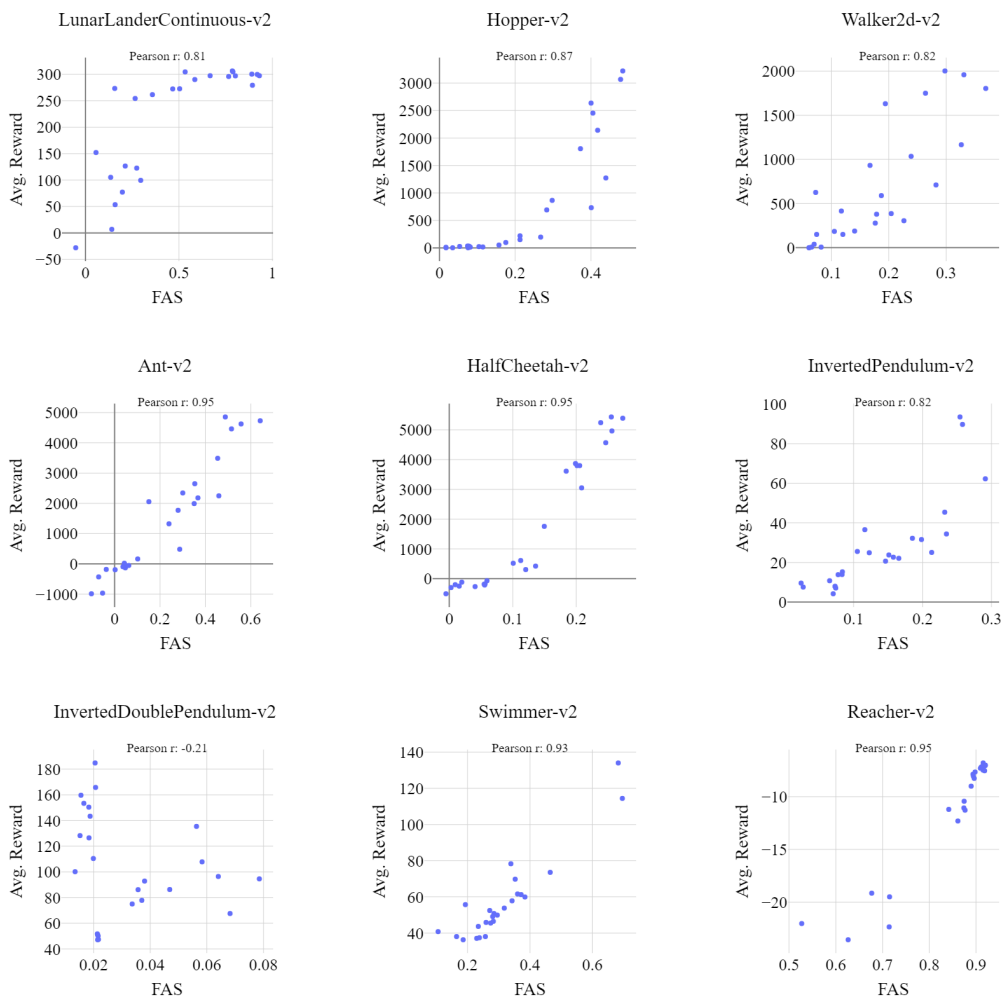 LunarLanderContinuous-v2
Pearson r: 0.81
300
250
200
150
100
50
0
−50
0
0.5
1
Avg. Reward
FAS
Hopper-v2
Pearson r: 0.87
3000
2500
2000
1500
1000
500
0
0
0.2
0.4
Avg. Reward
FAS
Walker2d-v2
Pearson r: 0.82
2000
1500
1000
500
0
0.1
0.2
0.3
Avg. Reward
FAS
Ant-v2
Pearson r: 0.95
5000
4000
3000
2000
1000
0
−1000
0
0.2
0.4
0.6
Avg. Reward
FAS
HalfCheetah-v2
Pearson r: 0.95
5000
4000
3000
2000
1000
0
0
0.1
0.2
Avg. Reward
FAS
InvertedPendulum-v2
Pearson r: 0.82
100
80
60
40
20
0
0.1
0.2
0.3
Avg. Reward
FAS
InvertedDoublePendulum-v2
Pearson r: -0.21
180
160
140
120
100
80
60
40
0.02
0.04
0.06
0.08
Avg. Reward
FAS
Swimmer-v2
Pearson r: 0.93
140
120
100
80
60
40
0.2
0.4
0.6
Avg. Reward
FAS
Reacher-v2
Pearson r: 0.95
−10
−15
−20
0.5
0.6
0.7
0.8
0.9
Avg. Reward
FAS